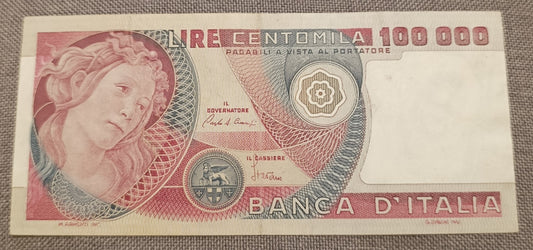 LIRE CENTOMILA 100 000
PAGABILI A VISTA AL PORTATORE
IL
GOVERNATORE
IL CASSIERE
BANCA D'ITALIA